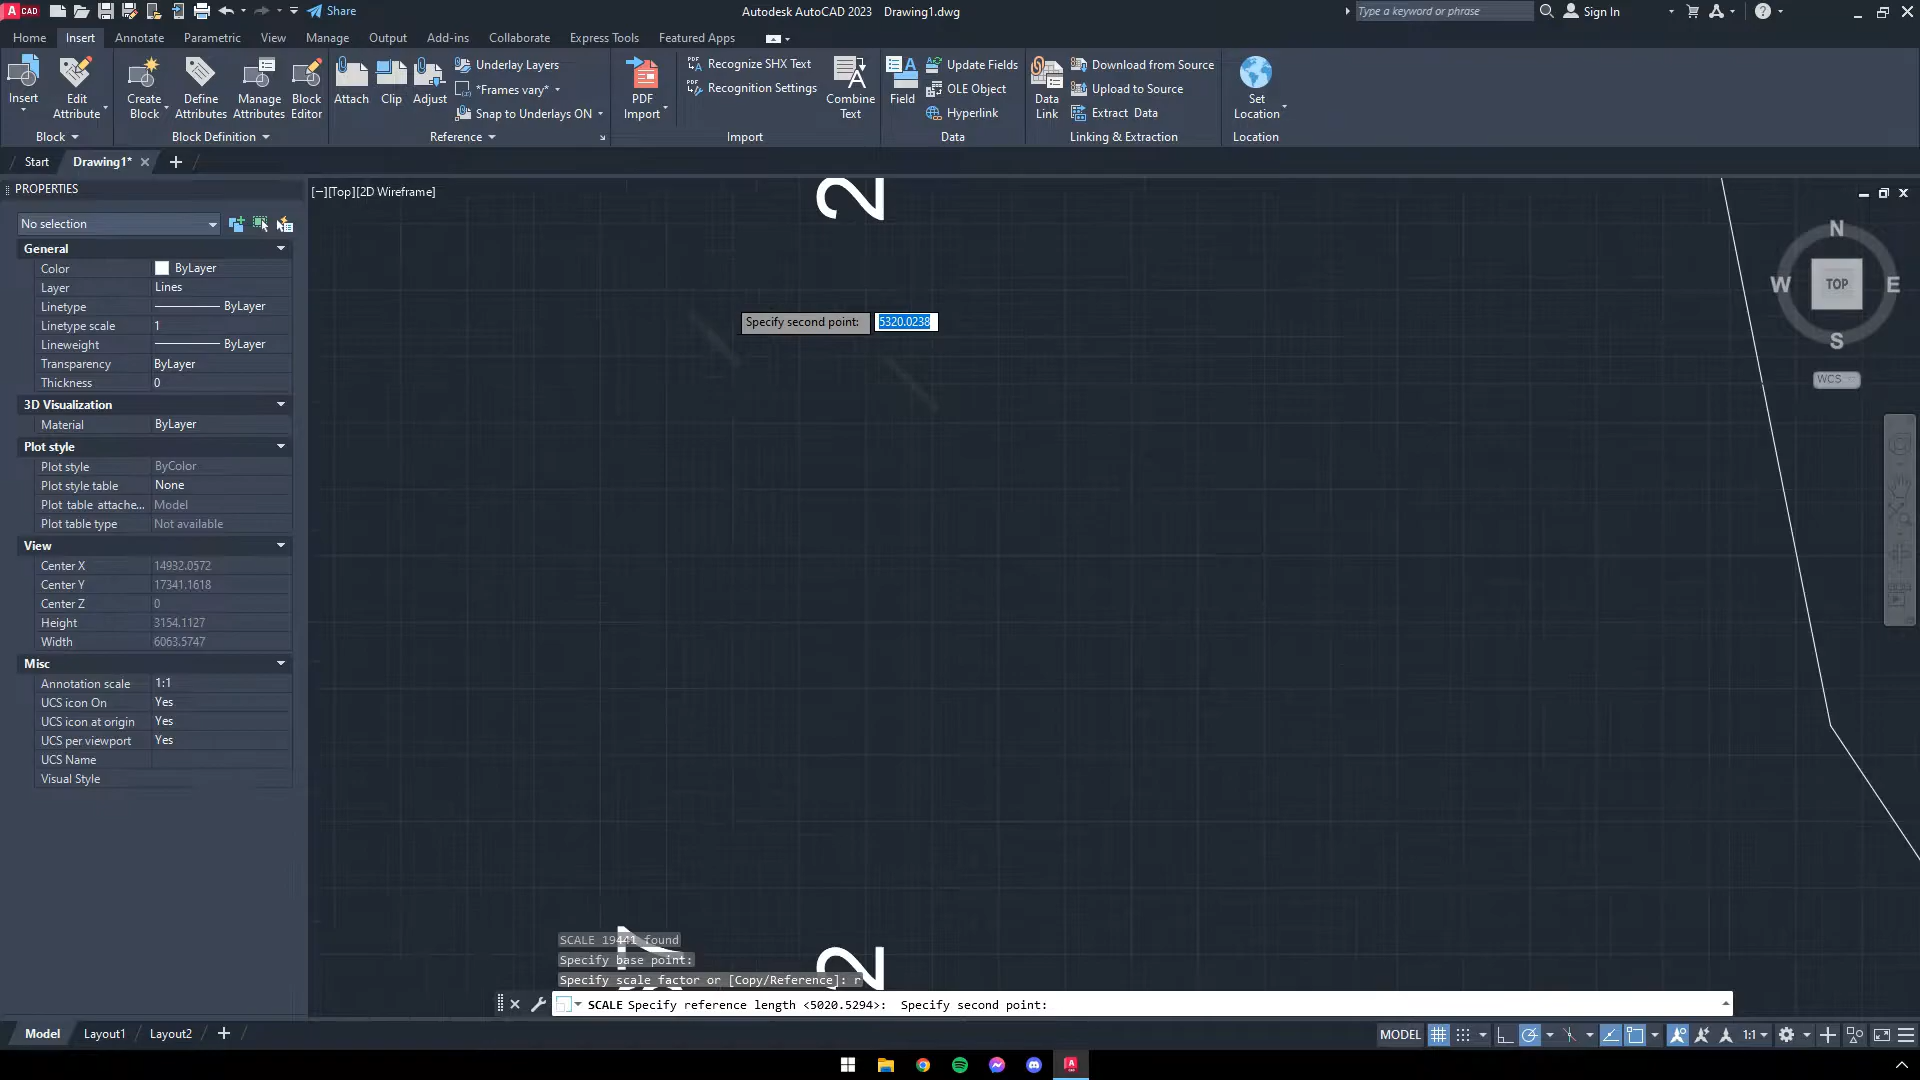 CAD
Share
Autodesk AutoCAD 2023 Drawing1.dwg
Type a keyword or phrase
Sign In
Home Insert Annotate Parametric View Manage Output Add-ins Collaborate Express Tools Featured Apps
Insert
Edit Attribute
Block
Create Block
Define Attributes
Manage Attributes
Block Editor
Block Definition
Attach
Clip
Adjust
Underlay Layers
*Frames vary*
Snap to Underlays ON
Reference
PDF Import
Recognize SHX Text
Recognition Settings
Combine Text
Import
Field
Update Fields
OLE Object
Hyperlink
Data
Data Link
Download from Source
Upload to Source
Extract Data
Linking & Extraction
Set Location
Location
Start Drawing1*
PROPERTIES
[−][Top][2D Wireframe]
No selection
General
Color ByLayer
Layer Lines
Linetype ByLayer
Linetype scale 1
Lineweight ByLayer
Transparency ByLayer
Thickness 0
3D Visualization
Material ByLayer
Plot style
Plot style ByColor
Plot style table None
Plot table attache... Model
Plot table type Not available
View
Center X 14932.0572
Center Y 17341.1618
Center Z 0
Height 3154.1127
Width 6063.5747
Misc
Annotation scale 1:1
UCS icon On Yes
UCS icon at origin Yes
UCS per viewport Yes
UCS Name
Visual Style
2
Specify second point: 5320.0238
N
W TOP E
S
WCS
2
SCALE 19441 found
Specify base point:
Specify scale factor or [Copy/Reference]: r
SCALE Specify reference length <5020.5294>: Specify second point:
Model Layout1 Layout2
MODEL
1:1